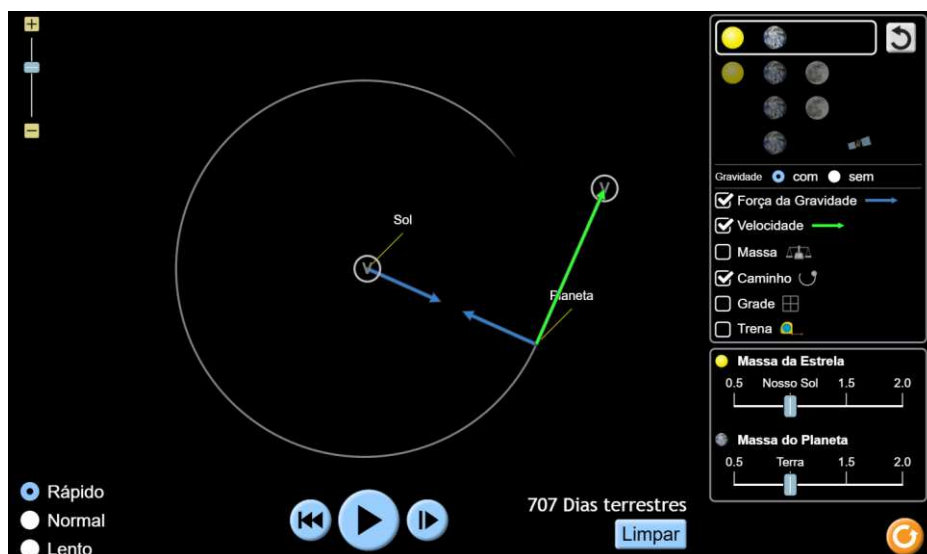 +
−
V
Sol
V
Planeta
Gravidade com sem
Força da Gravidade
Velocidade
Massa
Caminho
Grade
Trena
Massa da Estrela
0.5 Nosso Sol 1.5 2.0
Massa do Planeta
0.5 Terra 1.5 2.0
Rápido
Normal
Lento
707 Dias terrestres
Limpar